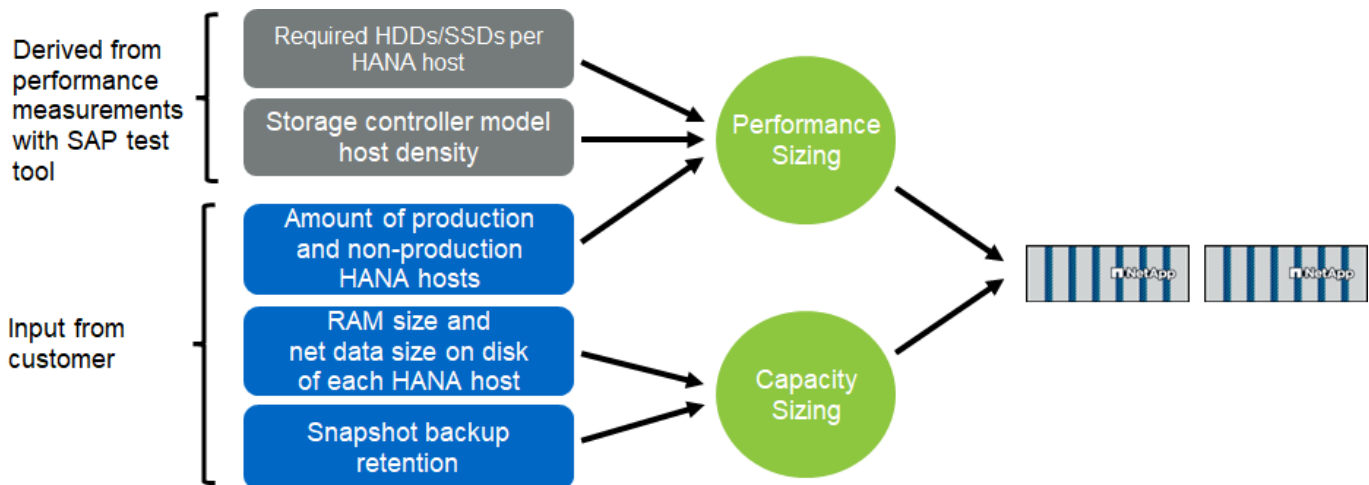 Derived from
performance
measurements
with SAP test
tool
Required HDDs/SSDs per
HANA host
Storage controller model
host density
Performance
Sizing
Input from
customer
Amount of production
and non-production
HANA hosts
RAM size and
net data size on disk
of each HANA host
Snapshot backup
retention
Capacity
Sizing
NetApp
NetApp